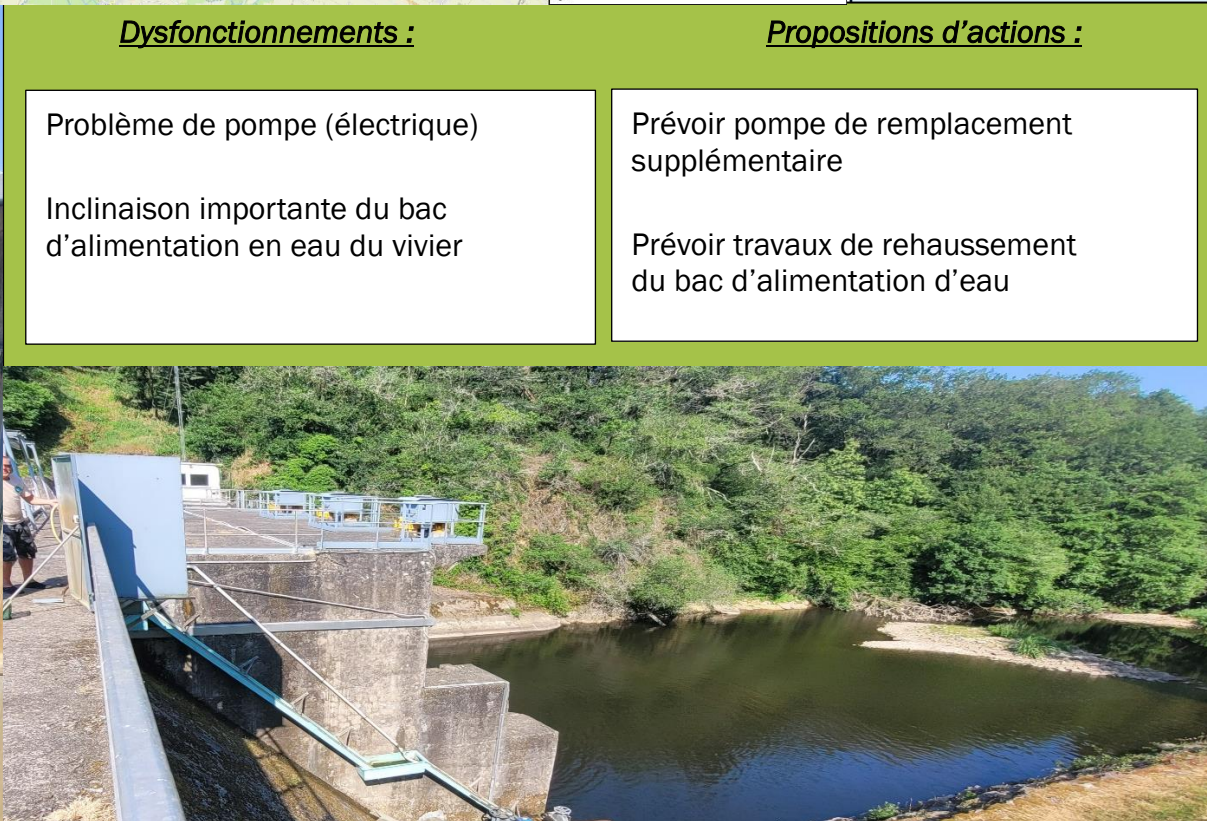 Dysfonctionnements :
Problème de pompe (électrique)
Inclinaison importante du bac
d’alimentation en eau du vivier
Propositions d’actions :
Prévoir pompe de remplacement
supplémentaire
Prévoir travaux de rehaussement
du bac d’alimentation d’eau